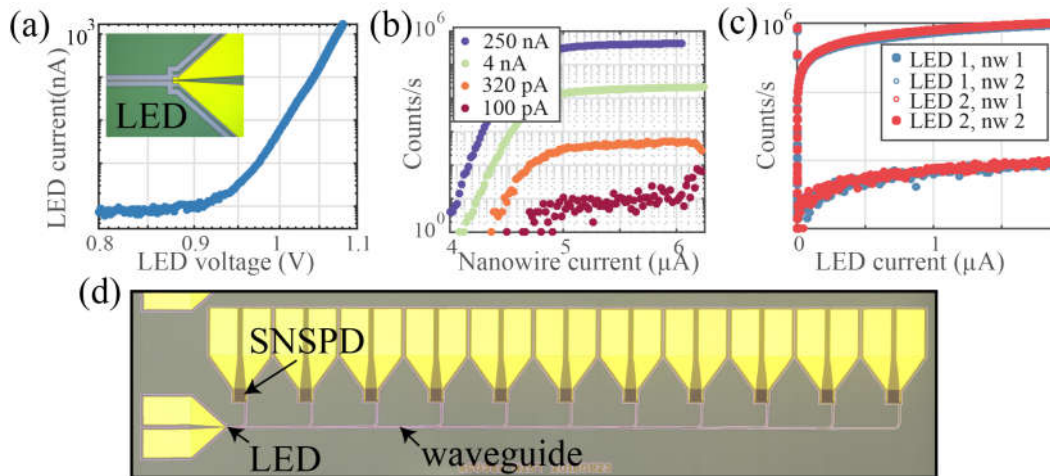 (a)
10³
LED current(nA)
LED
0.8
0.9
1
1.1
LED voltage (V)
(b)
10⁶
Counts/s
250 nA
4 nA
320 pA
100 pA
10⁰
4
5
6
Nanowire current (µA)
(c)
10⁶
Counts/s
LED 1, nw 1
LED 1, nw 2
LED 2, nw 1
LED 2, nw 2
0
1
LED current (µA)
(d)
SNSPD
LED
waveguide